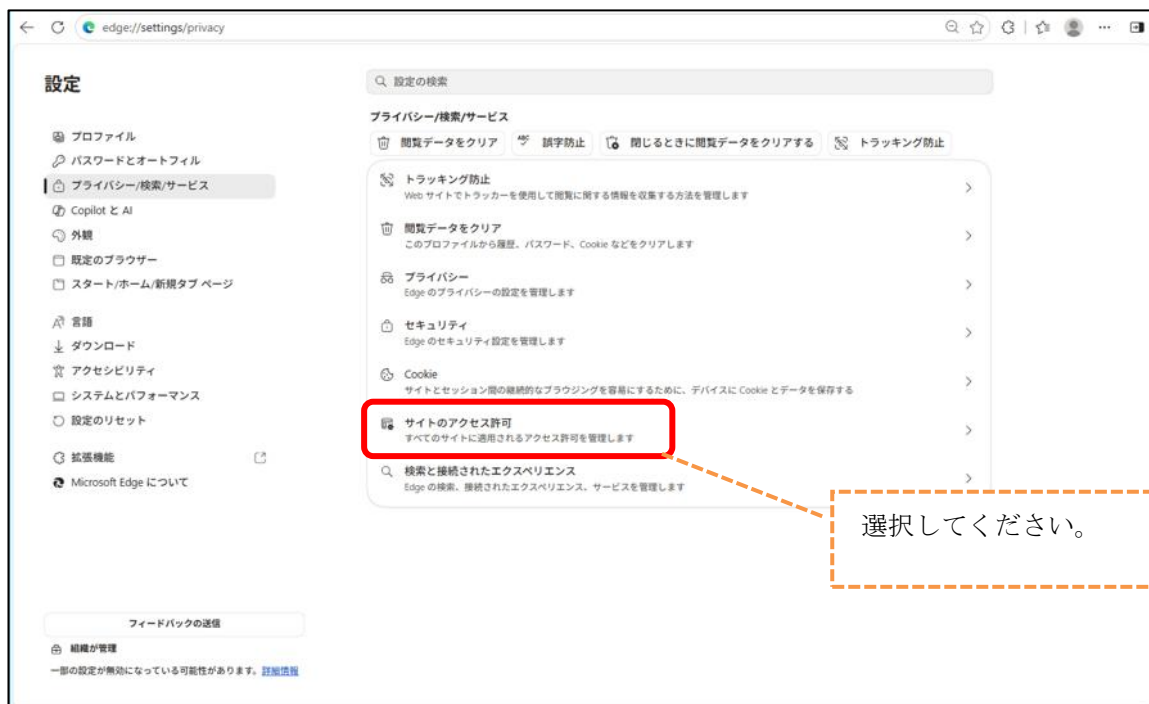 edge://settings/privacy
設定
設定の検索
プロファイル
パスワードとオートフィル
プライバシー/検索/サービス
Copilot と AI
外観
既定のブラウザー
スタート/ホーム/新規タブ ページ
言語
ダウンロード
アクセシビリティ
システムとパフォーマンス
設定のリセット
拡張機能
Microsoft Edge について
フィードバックの送信
組織が管理
一部の設定が無効になっている可能性があります。詳細情報
プライバシー/検索/サービス
閲覧データをクリア
ABC 誤字防止
閉じるときに閲覧データをクリアする
トラッキング防止
トラッキング防止
Web サイトでトラッカーを使用して閲覧に関する情報を収集する方法を管理します
閲覧データをクリア
このプロファイルから履歴、パスワード、Cookie などをクリアします
プライバシー
Edge のプライバシーの設定を管理します
セキュリティ
Edge のセキュリティ設定を管理します
Cookie
サイトとセッション間の継続的なブラウジングを容易にするために、デバイスに Cookie とデータを保存する
サイトのアクセス許可
すべてのサイトに適用されるアクセス許可を管理します
検索と接続されたエクスペリエンス
Edge の検索、接続されたエクスペリエンス、サービスを管理します
選択してください。